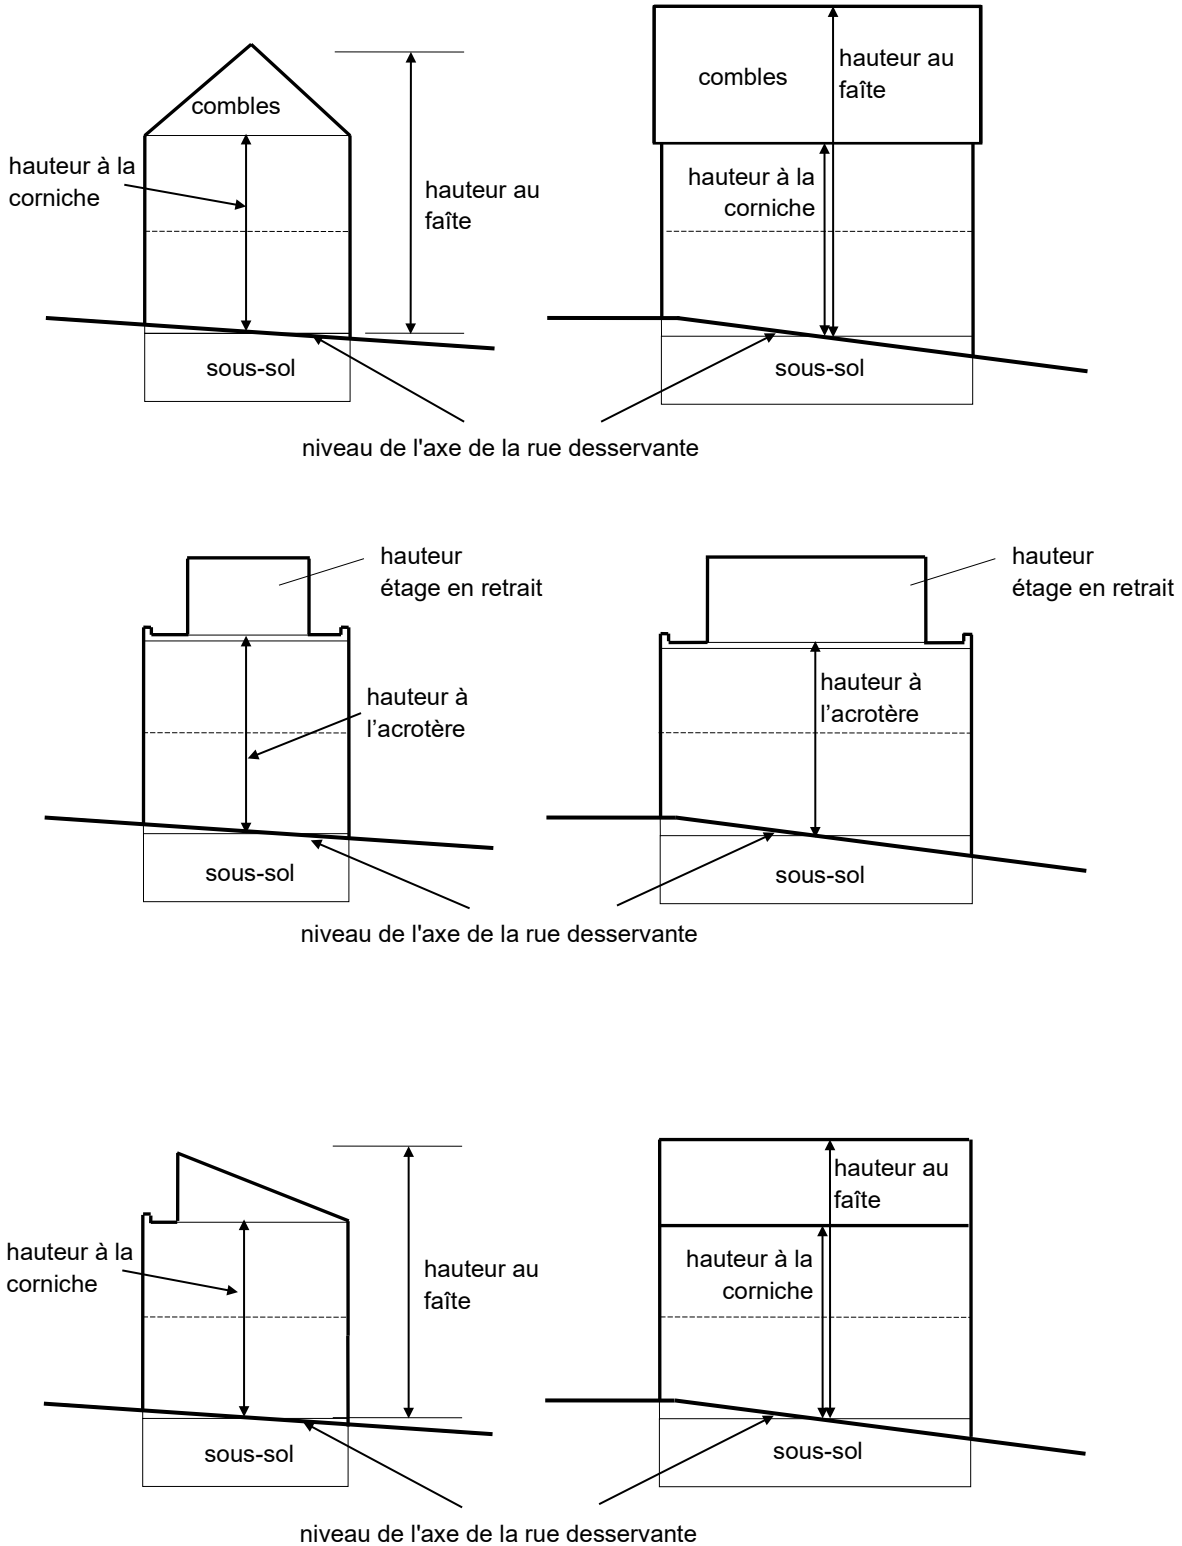 combles
hauteur à la
corniche
hauteur au
faîte
sous-sol
combles
hauteur au
faîte
hauteur à la
corniche
sous-sol
niveau de l'axe de la rue desservante
hauteur
étage en retrait
hauteur à
l’acrotère
sous-sol
hauteur
étage en retrait
hauteur à
l’acrotère
sous-sol
niveau de l'axe de la rue desservante
hauteur à la
corniche
hauteur au
faîte
sous-sol
hauteur au
faîte
hauteur à la
corniche
sous-sol
niveau de l'axe de la rue desservante